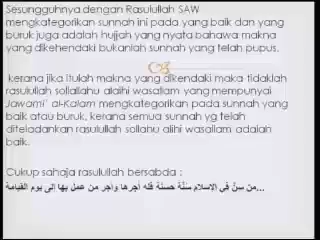 Sesungguhnya dengan Rasulullah SAW
mengkategorikan sunnah ini pada yang baik dan yang
buruk juga adalah hujjah yang nyata bahawa makna
yang dikehendaki bukanlah sunnah yang telah pupus.
kerana jika itulah makna yang dikendaki maka tidaklah
rasulullah sollallahu alaihi wasallam yang mempunyai
Jawami` al-Kalam mengkategorikan pada sunnah yang
baik atau buruk, kerana semua sunnah yg telah
diteladankan rasulullah sollahu alihi wasallam adalah
baik.
Cukup sahaja rasulullah bersabda :
من سن في الإسلام سنة حسنة فله أجرها وأجر من عمل بها إلى يوم القيامة...